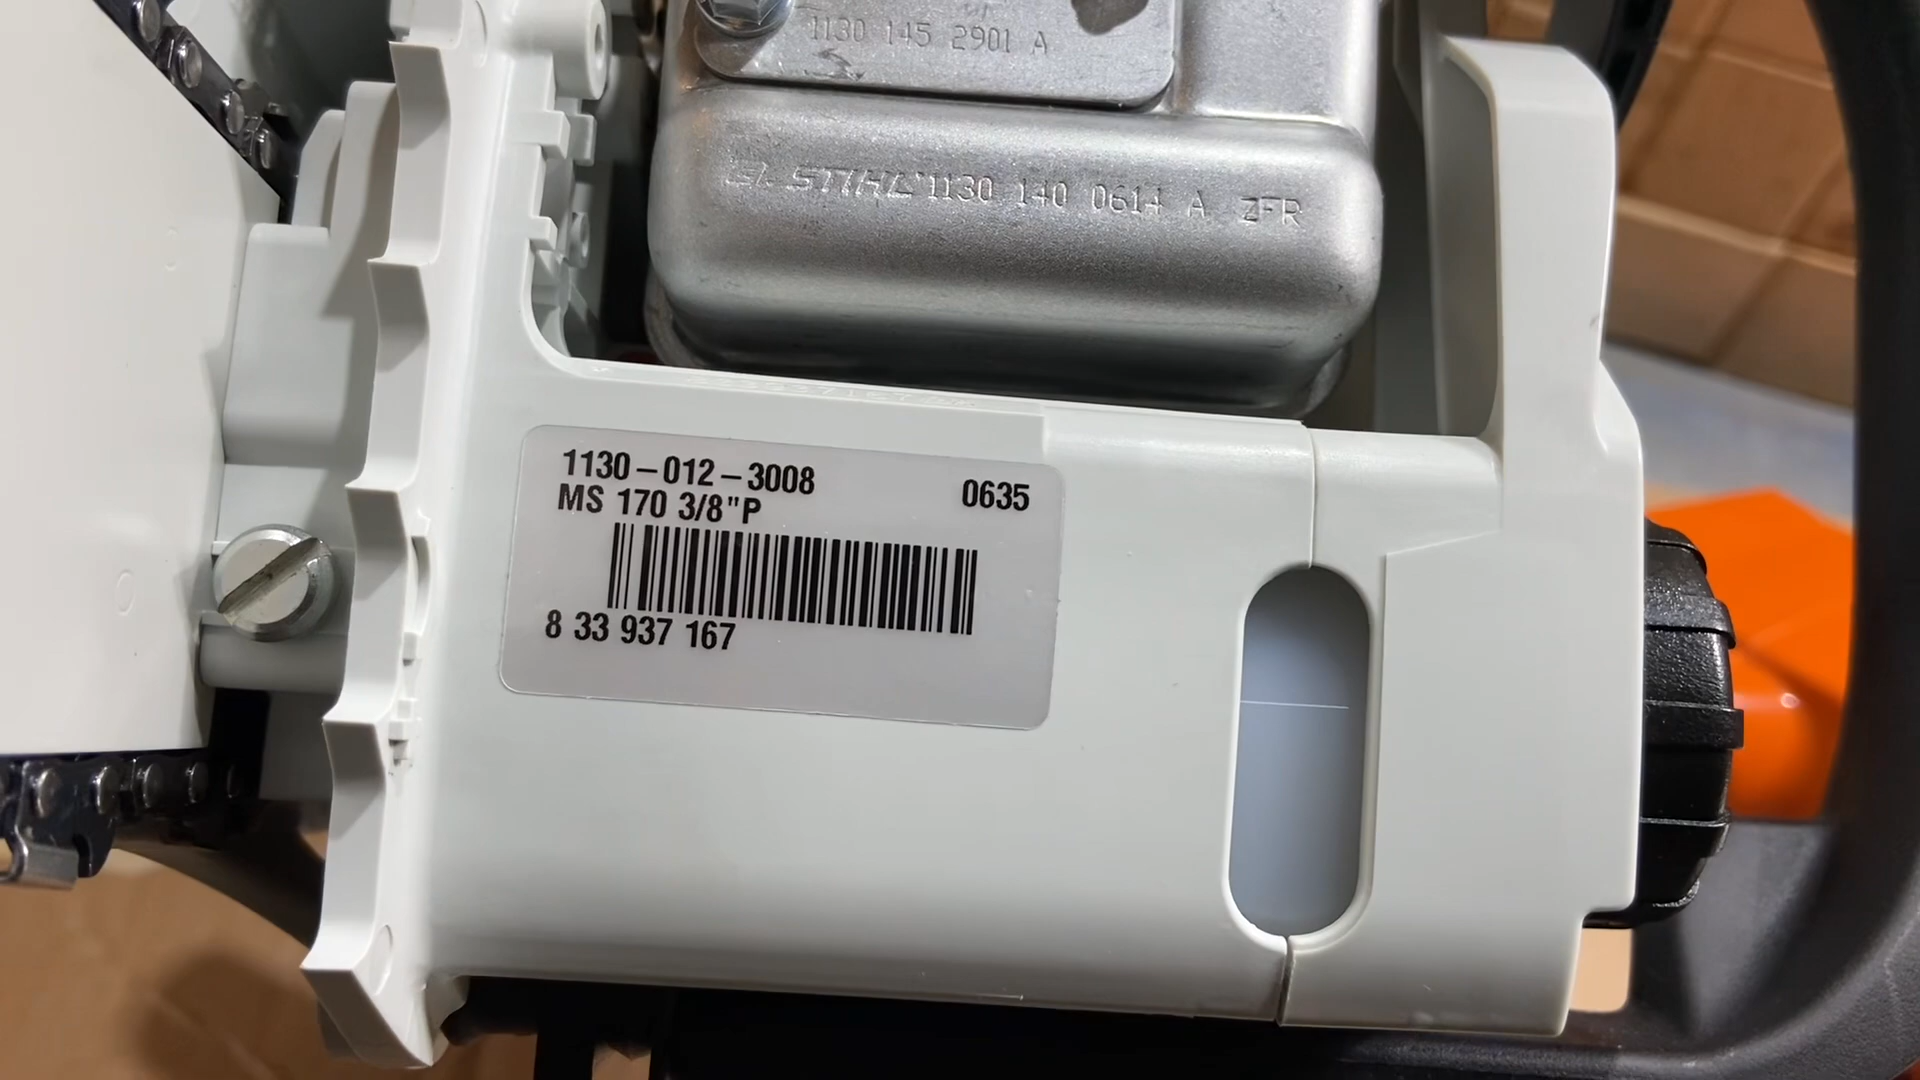 1130 145 2901 A
STIHL 1130 140 0614 A ZFR
1130-012-3008 0635
MS 170 3/8"P
8 33 937 167